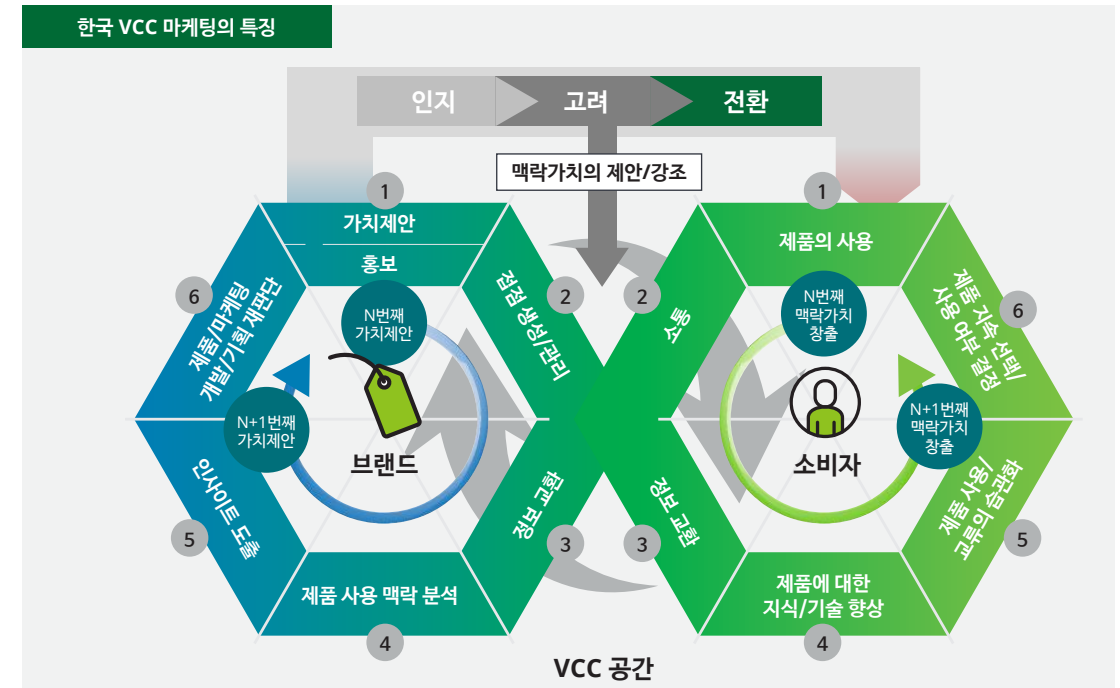 한국 VCC 마케팅의 특징
인지
고려
전환
맥락가치의 제안/강조
1
가치제안
홍보
2
접점 생성/관리
3
정보 교환
4
제품 사용 맥락 분석
5
인사이트 도출
6
제품/마케팅
개발/기획 재판단
N번째
가치제안
N+1번째
가치제안
브랜드
1
제품의 사용
2
소통
3
정보 교환
4
제품에 대한
지식/기술 향상
5
제품 사용/
교류의 습관화
6
제품 지속 선택/
사용 여부 결정
N번째
맥락가치
창출
N+1번째
맥락가치
창출
소비자
VCC 공간